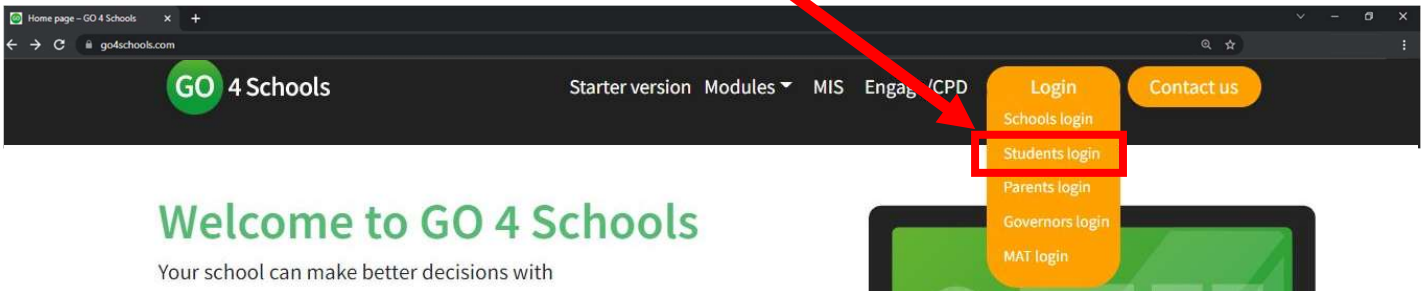 Home page – GO 4 Schools
go4schools.com
GO 4 Schools
Starter version Modules MIS /CPD Login Contact us
Schools login
Students login
Parents login
Governors login
MAT login
Welcome to GO 4 Schools
Your school can make better decisions with